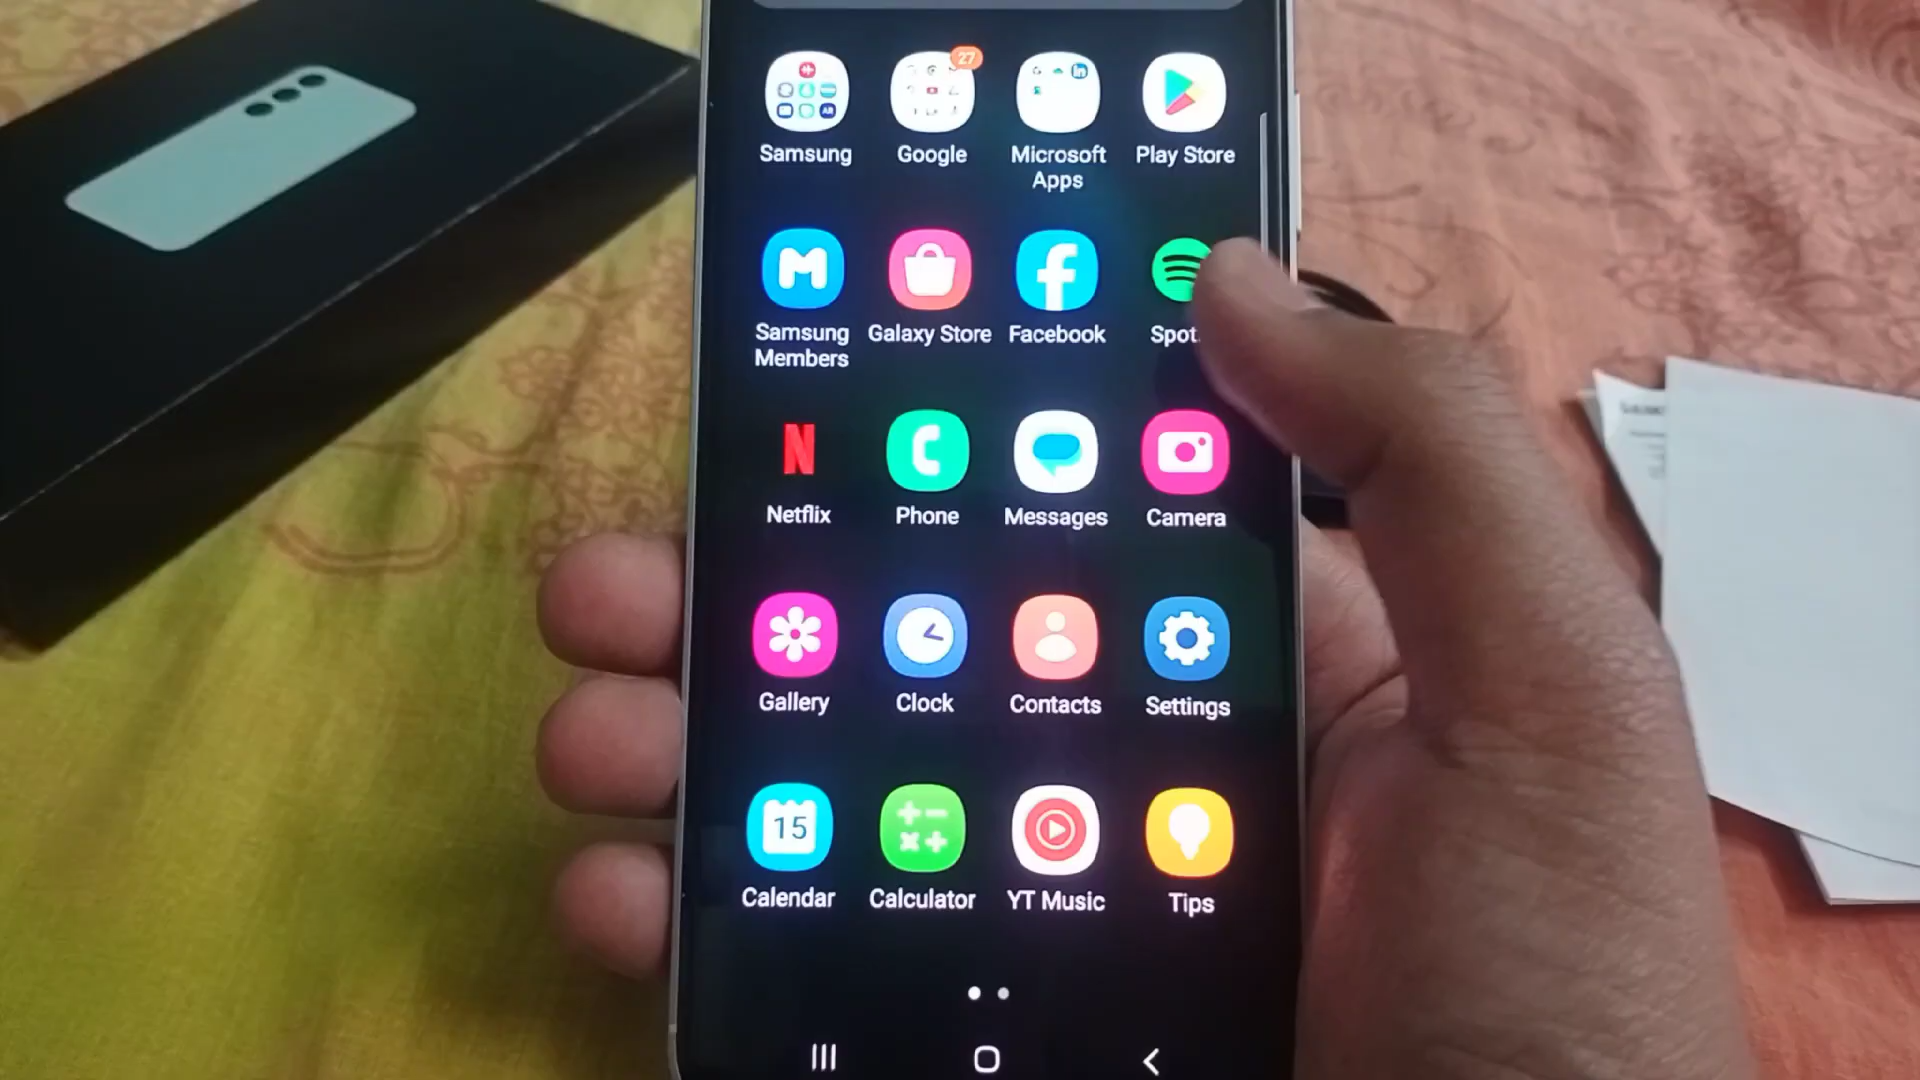 27
Samsung
Google
Microsoft
Apps
Play Store
Samsung
Members
Galaxy Store
Facebook
Spot
Netflix
Phone
Messages
Camera
Gallery
Clock
Contacts
Settings
15
Calendar
Calculator
YT Music
Tips